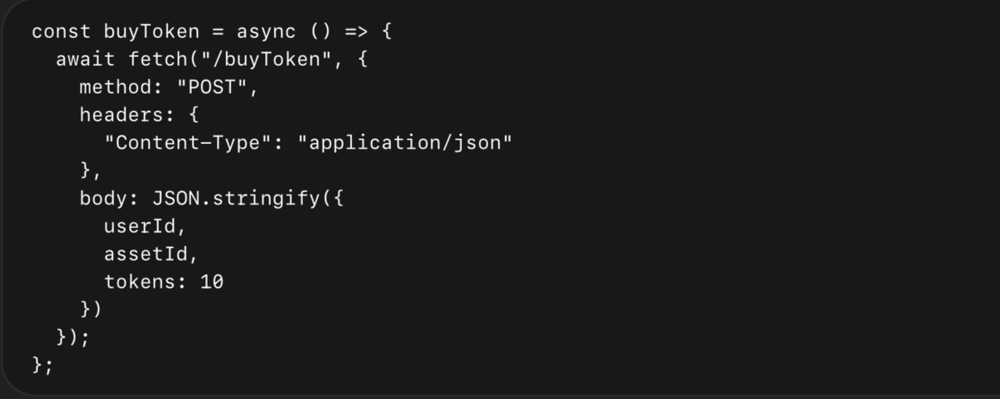 const buyToken = async () => {
  await fetch("/buyToken", {
    method: "POST",
    headers: {
      "Content-Type": "application/json"
    },
    body: JSON.stringify({
      userId,
      assetId,
      tokens: 10
    })
  });
};